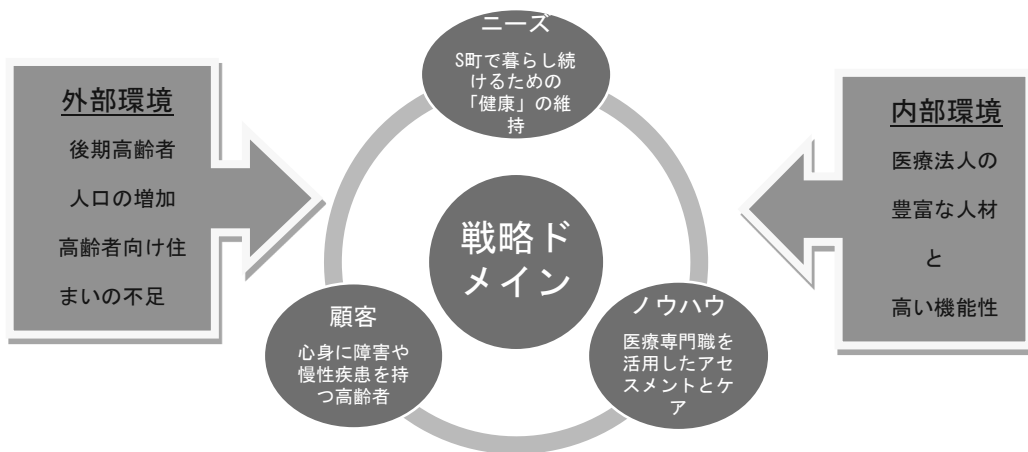 外部環境
後期高齢者
人口の増加
高齢者向け住
まいの不足
ニーズ
S町で暮らし続
けるための
「健康」の維
持
戦略ド
メイン
顧客
心身に障害や
慢性疾患を持
つ高齢者
ノウハウ
医療専門職を
活用したアセ
スメントとケ
ア
内部環境
医療法人の
豊富な人材
と
高い機能性